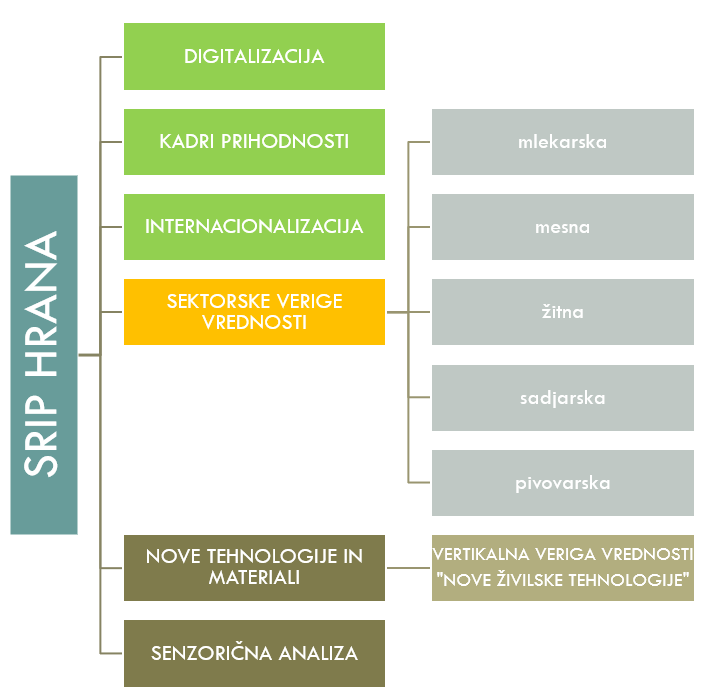 SRIP HRANA
DIGITALIZACIJA
KADRI PRIHODNOSTI
INTERNACIONALIZACIJA
SEKTORSKE VERIGE
VREDNOSTI
mlekarska
mesna
žitna
sadjarska
pivovarska
NOVE TEHNOLOGIJE IN
MATERIALI
VERTIKALNA VERIGA VREDNOSTI
"NOVE ŽIVILSKE TEHNOLOGIJE"
SENZORIČNA ANALIZA